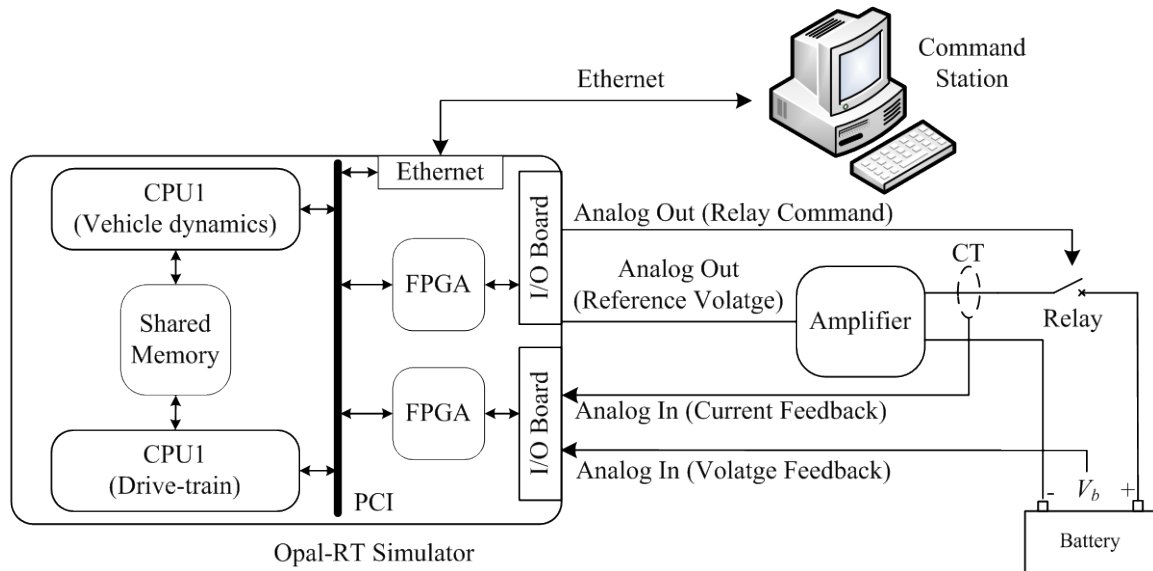 Command
Station
Ethernet
Ethernet
CPU1
(Vehicle dynamics)
I/O Board
Analog Out (Relay Command)
CT
FPGA
Analog Out
(Reference Volatge)
Shared
Memory
Amplifier
Relay
FPGA
I/O Board
Analog In (Current Feedback)
CPU1
(Drive-train)
Analog In (Volatge Feedback)
PCI
- Vb +
Battery
Opal-RT Simulator